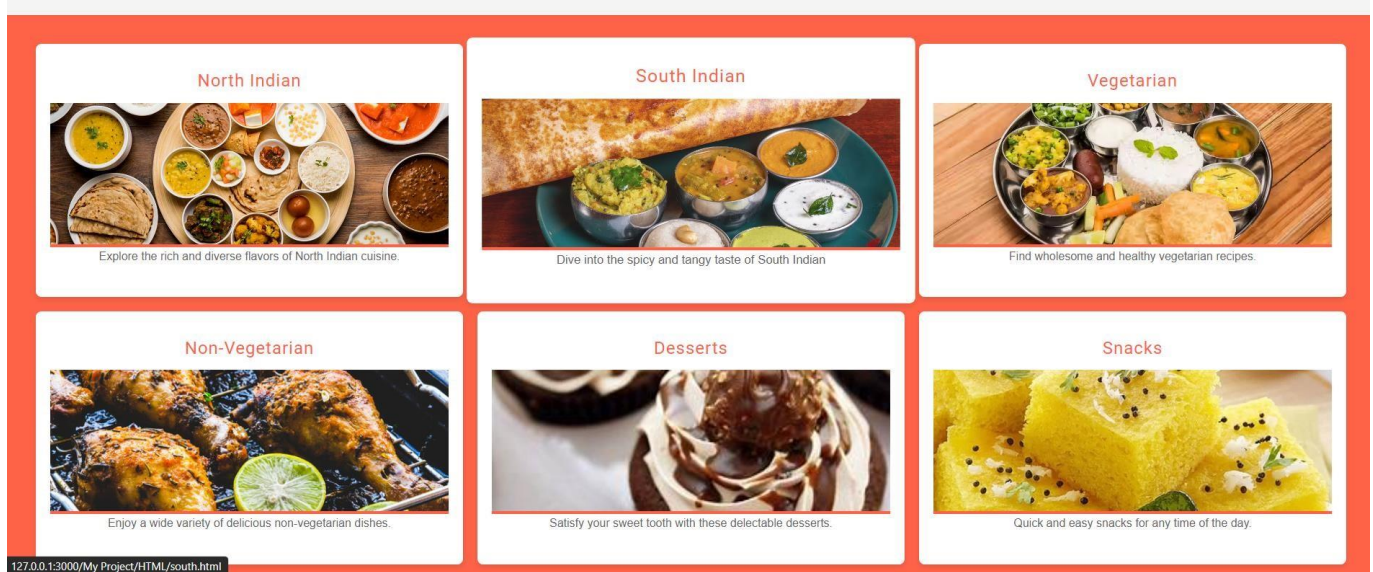 North Indian
South Indian
Vegetarian
Explore the rich and diverse flavors of North Indian cuisine.
Dive into the spicy and tangy taste of South Indian
Find wholesome and healthy vegetarian recipes.
Non-Vegetarian
Desserts
Snacks
Enjoy a wide variety of delicious non-vegetarian dishes.
Satisfy your sweet tooth with these delectable desserts.
Quick and easy snacks for any time of the day.
127.0.0.1:3000/My Project/HTML/south.html